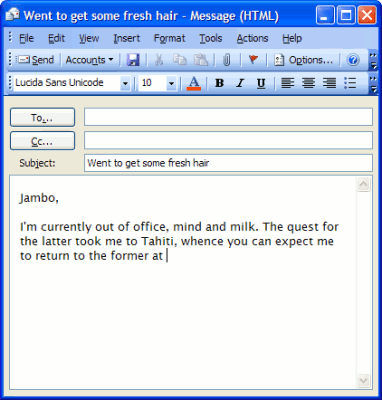 Went to get some fresh hair - Message (HTML)
File Edit View Insert Format Tools Actions Help
Send Accounts Options...
Lucida Sans Unicode 10 A B I U
To...
Cc...
Subject: Went to get some fresh hair
Jambo,
I'm currently out of office, mind and milk. The quest for
the latter took me to Tahiti, whence you can expect me
to return to the former at